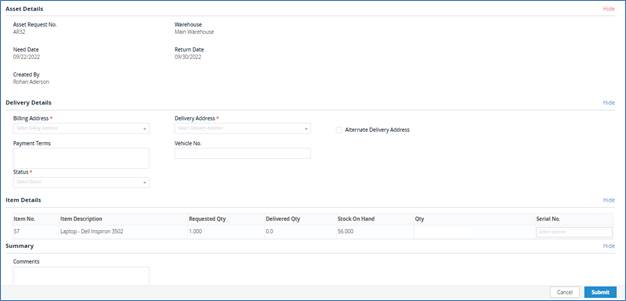 Asset Details Hide
Asset Request No. Warehouse
AR32 Main Warehouse
Need Date Return Date
09/22/2022 09/30/2022
Created By
Rohan Aderson
Delivery Details Hide
Billing Address * Delivery Address *
Select Billing Address Select Delivery Address Alternate Delivery Address
Payment Terms Vehicle No.
Status *
Select Status
Item Details Hide
Item No. Item Description Requested Qty Delivered Qty Stock On Hand Qty Serial No.
57 Laptop - Dell Inspiron 3502 1.000 0.0 56.000
Summary Hide
Comments
Cancel Submit